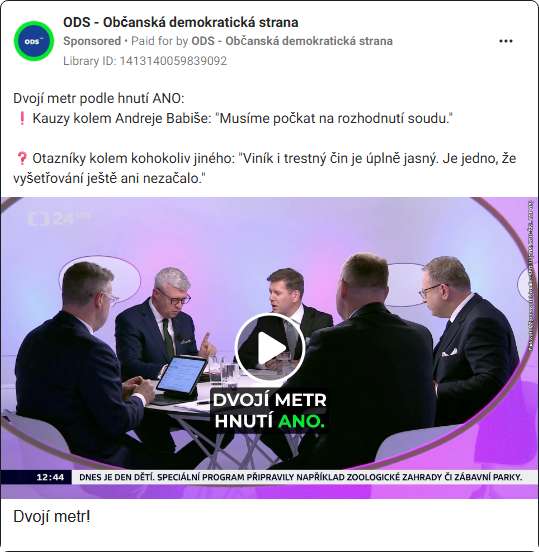 ODS - Občanská demokratická strana
Sponsored • Paid for by ODS - Občanská demokratická strana
Library ID: 1413140059839092
Dvojí metr podle hnutí ANO:
❗ Kauzy kolem Andreje Babiše: "Musíme počkat na rozhodnutí soudu."
❓ Otazníky kolem kohokoliv jiného: "Viník i trestný čin je úplně jasný. Je jedno, že
vyšetřování ještě ani nezačalo."
ČT24
DVOJÍ METR
HNUTÍ ANO.
12:44 DNES JE DEN DĚTÍ. SPECIÁLNÍ PROGRAM PŘIPRAVILY NAPŘÍKLAD ZOOLOGICKÉ ZAHRADY ČI ZÁBAVNÍ PARKY.
Dvojí metr!